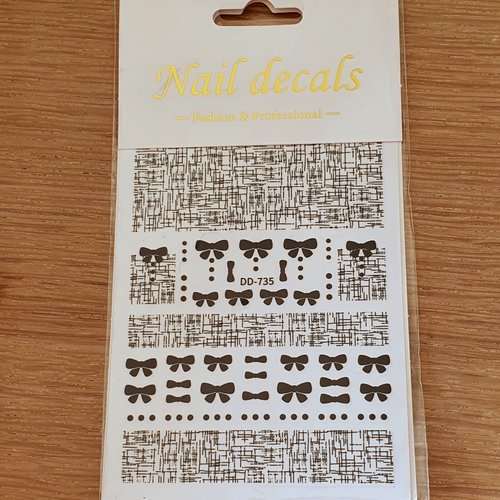 Nail decals
— Fashion & Professional —
DD-735